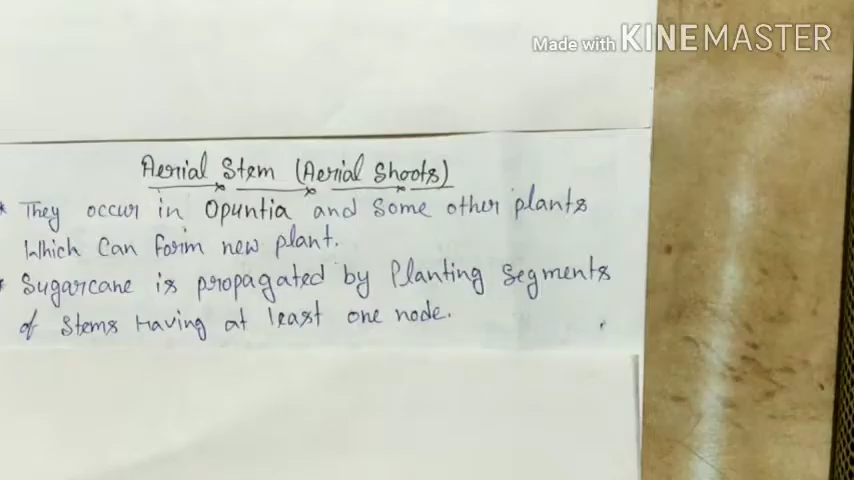 Made with KINEMASTER
Aerial Stem (Aerial Shoots)
* They occur in Opuntia and Some other plants
Which Can form new plant.
* Sugarcane is propagated by Planting Segments
of Stems Having at least one node.